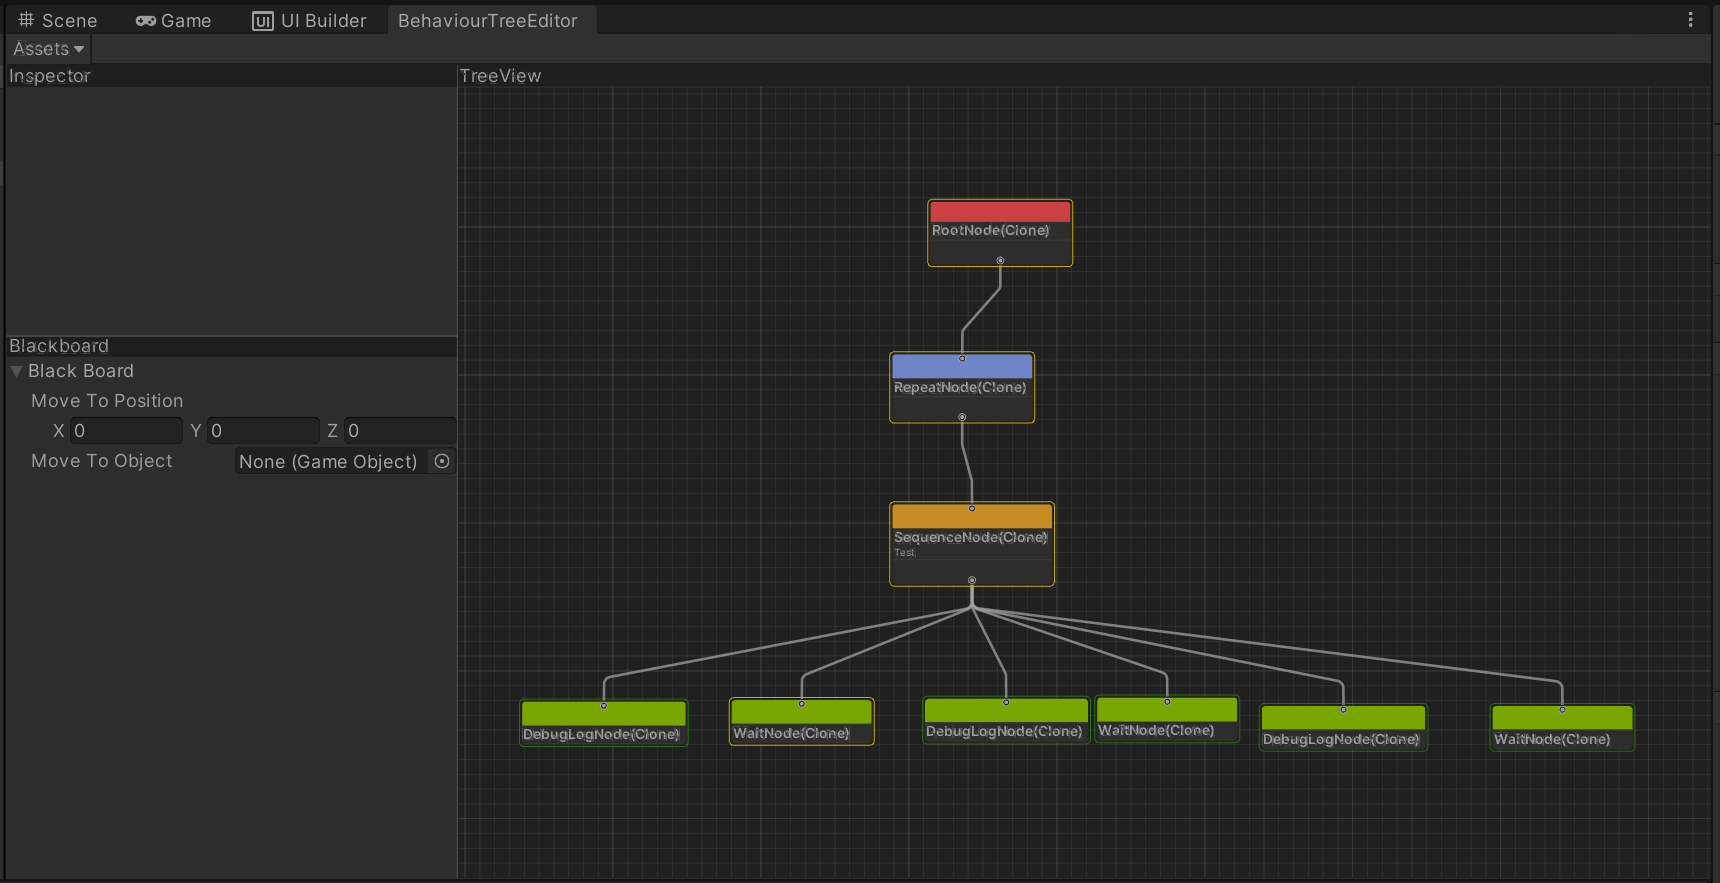 Scene Game UI UI Builder BehaviourTreeEditor
Assets
Inspector
TreeView
RootNode(Clone)
Blackboard
Black Board
Move To Position
X 0 Y 0 Z 0
Move To Object None (Game Object)
RepeatNode(Clone)
SequenceNode(Clone)
Test
DebugLogNode(Clone) WaitNode(Clone) DebugLogNode(Clone) WaitNode(Clone) DebugLogNode(Clone) WaitNode(Clone)